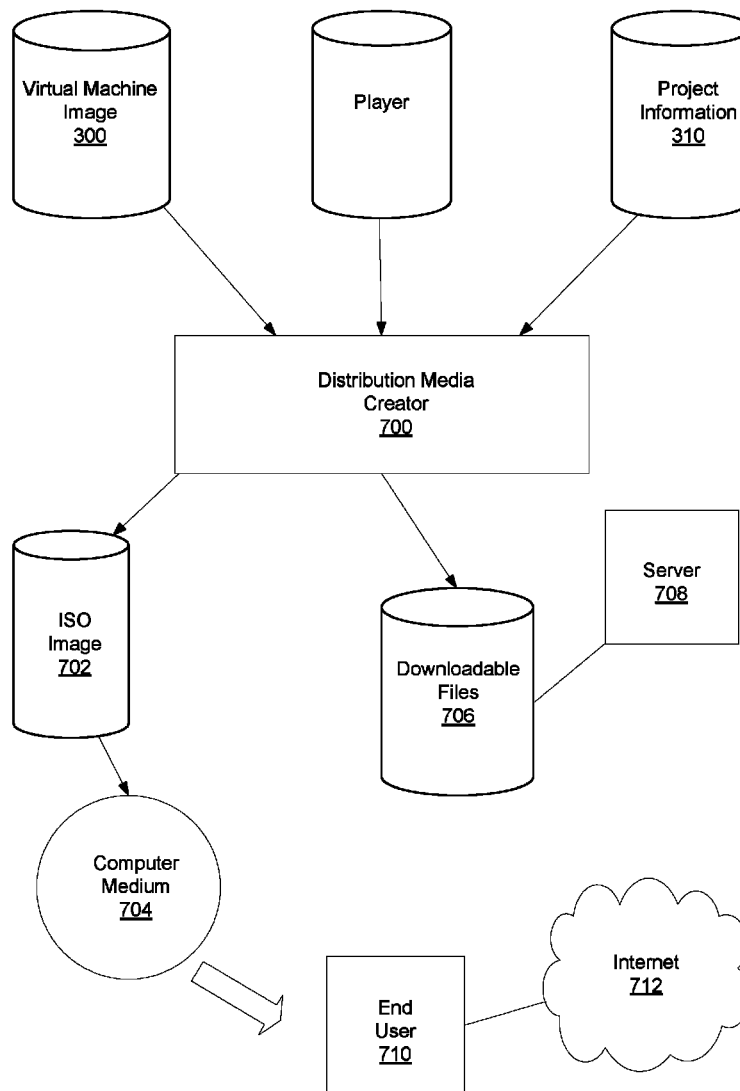 Virtual Machine
Image
300
Player
Project
Information
310
Distribution Media
Creator
700
ISO
Image
702
Downloadable
Files
706
Server
708
Computer
Medium
704
End
User
710
Internet
712